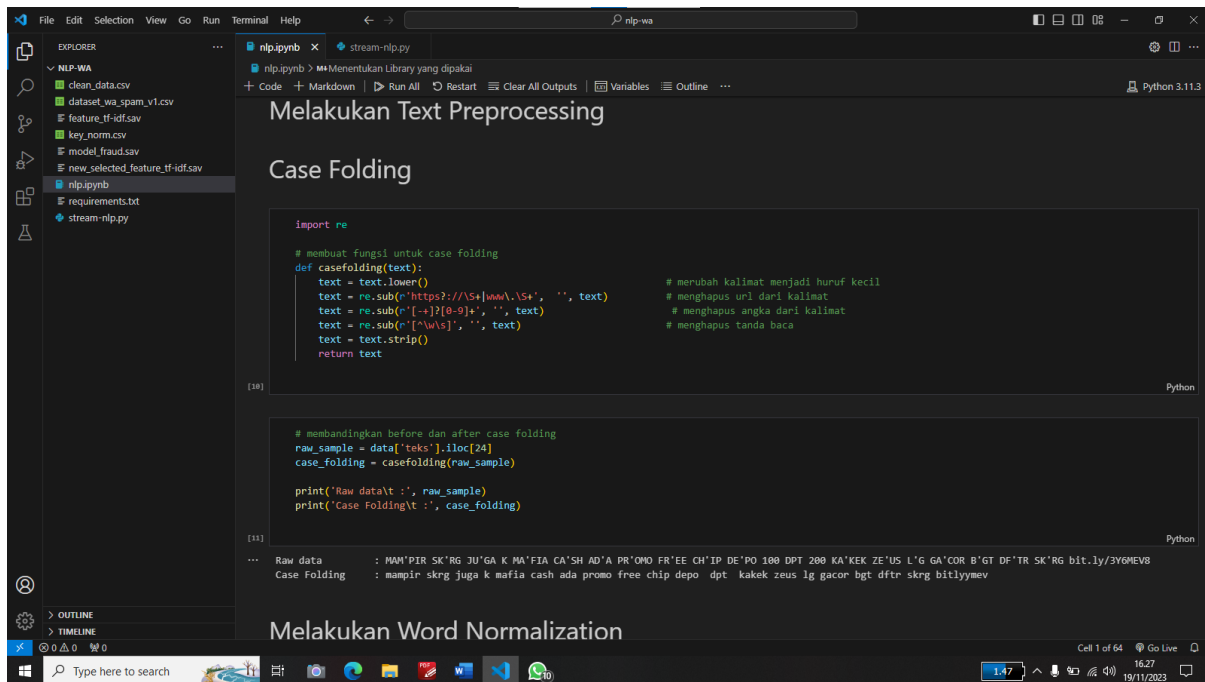 File Edit Selection View Go Run Terminal Help
nlp-wa
EXPLORER
nlp.ipynb
stream-nlp.py
NLP-WA
clean_data.csv
dataset_wa_spam_v1.csv
feature_tf-idf.sav
key_norm.csv
model_fraud.sav
new_selected_feature_tf-idf.sav
nlp.ipynb
requirements.txt
stream-nlp.py
OUTLINE
TIMELINE
nlp.ipynb > M↓Menentukan Library yang dipakai
+ Code + Markdown | Run All Restart Clear All Outputs | Variables Outline ...
Python 3.11.3
Melakukan Text Preprocessing
Case Folding
import re
# membuat fungsi untuk case folding
def casefolding(text):
text = text.lower() # merubah kalimat menjadi huruf kecil
text = re.sub(r'https?://\S+|www\.\S+', '', text) # menghapus url dari kalimat
text = re.sub(r'[-+]?[0-9]+', '', text) # menghapus angka dari kalimat
text = re.sub(r'[^\w\s]', '', text) # menghapus tanda baca
text = text.strip()
return text
[10]
Python
# membandingkan before dan after case folding
raw_sample = data['teks'].iloc[24]
case_folding = casefolding(raw_sample)
print('Raw data\t :', raw_sample)
print('Case Folding\t :', case_folding)
[11]
Python
... Raw data : MAM'PIR SK'RG JU'GA K MA'FIA CA'SH AD'A PR'OMO FR'EE CH'IP DE'PO 100 DPT 200 KA'KEK ZE'US L'G GA'COR B'GT DF'TR SK'RG bit.ly/3Y6MEV8
Case Folding : mampir skrg juga k mafia cash ada promo free chip depo dpt kakek zeus lg gacor bgt dftr skrg bitlyymev
Melakukan Word Normalization
0 0 0
Cell 1 of 64 Go Live
Type here to search
PDF
W
10
1.47
16.27
19/11/2023